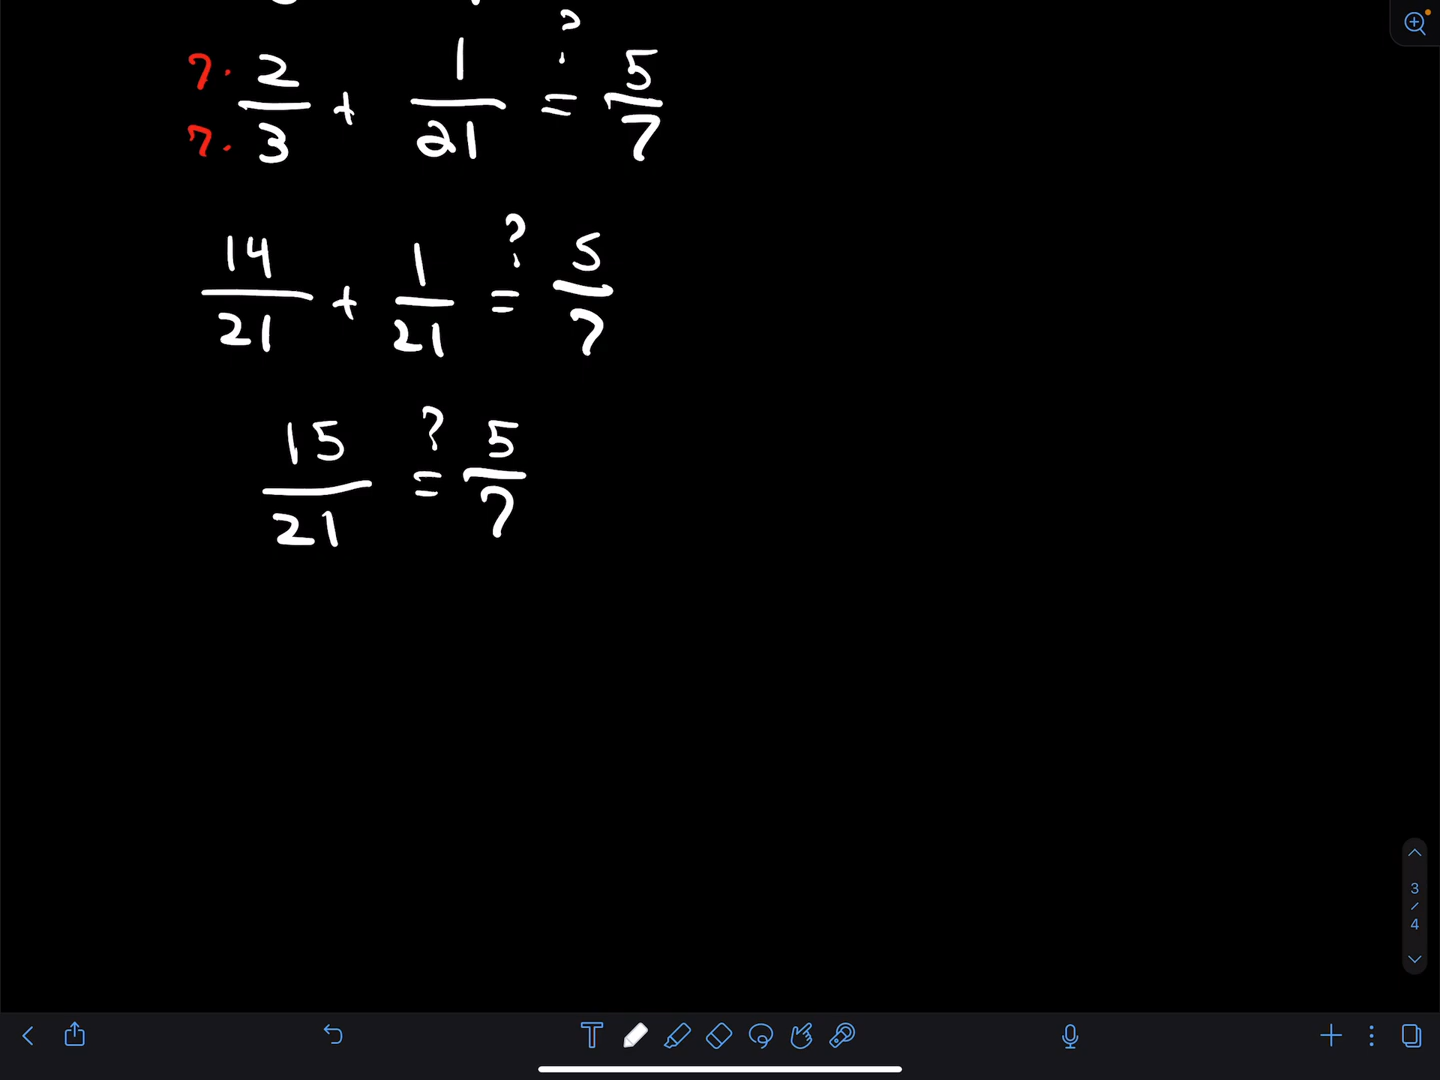 ?
7· 2/3 + 1/21 = 5/7
7·
?
14/21 + 1/21 = 5/7
?
15/21 = 5/7
3
/
4
T